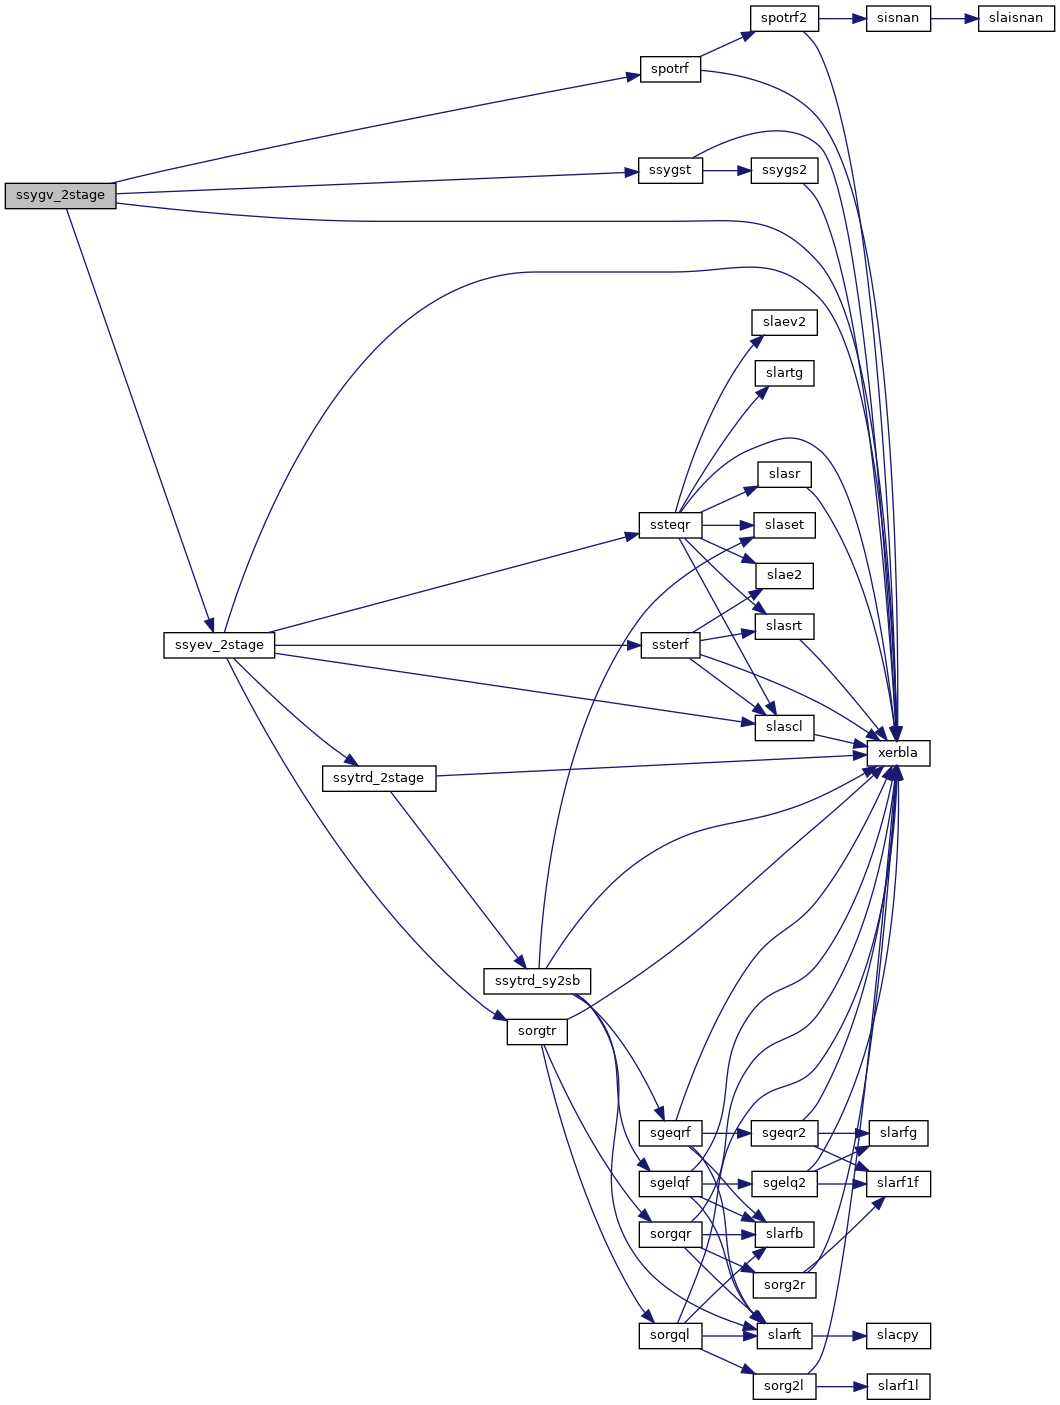 spotrf2
sisnan
slaisnan
spotrf
ssygst
ssygs2
ssygv_2stage
slaev2
slartg
slasr
ssteqr
slaset
slae2
slasrt
ssyev_2stage
ssterf
slascl
xerbla
ssytrd_2stage
ssytrd_sy2sb
sorgtr
sgeqrf
sgeqr2
slarfg
sgelqf
sgelq2
slarf1f
sorgqr
slarfb
sorg2r
sorgql
slarft
slacpy
sorg2l
slarf1l